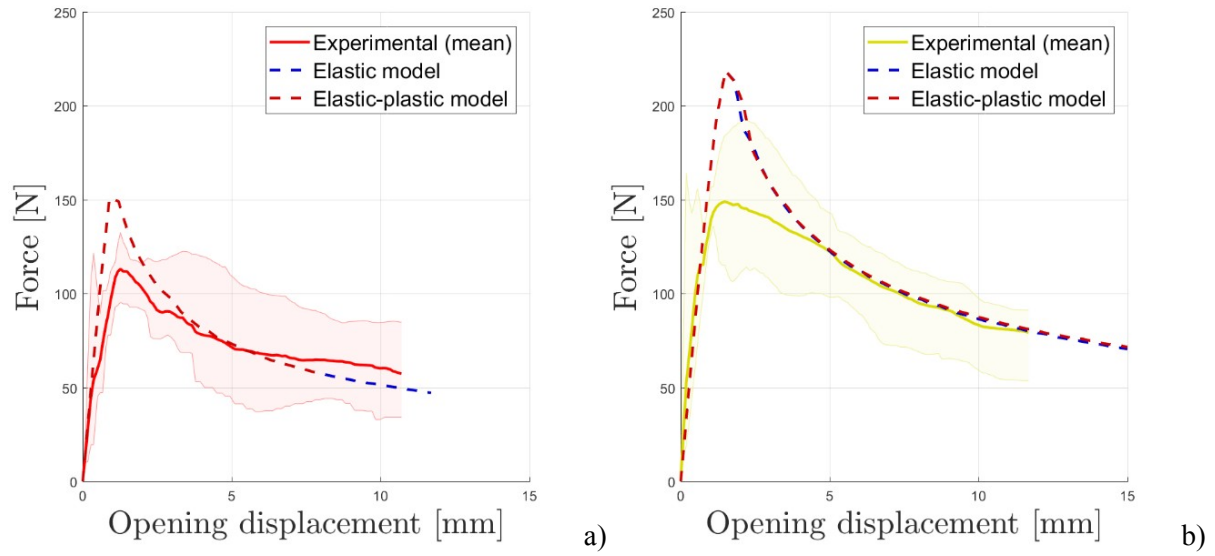 250
200
150
100
50
0
0
5
10
15
Force [N]
Opening displacement [mm]
Experimental (mean)
Elastic model
Elastic-plastic model
a)
250
200
150
100
50
0
0
5
10
15
Force [N]
Opening displacement [mm]
Experimental (mean)
Elastic model
Elastic-plastic model
b)